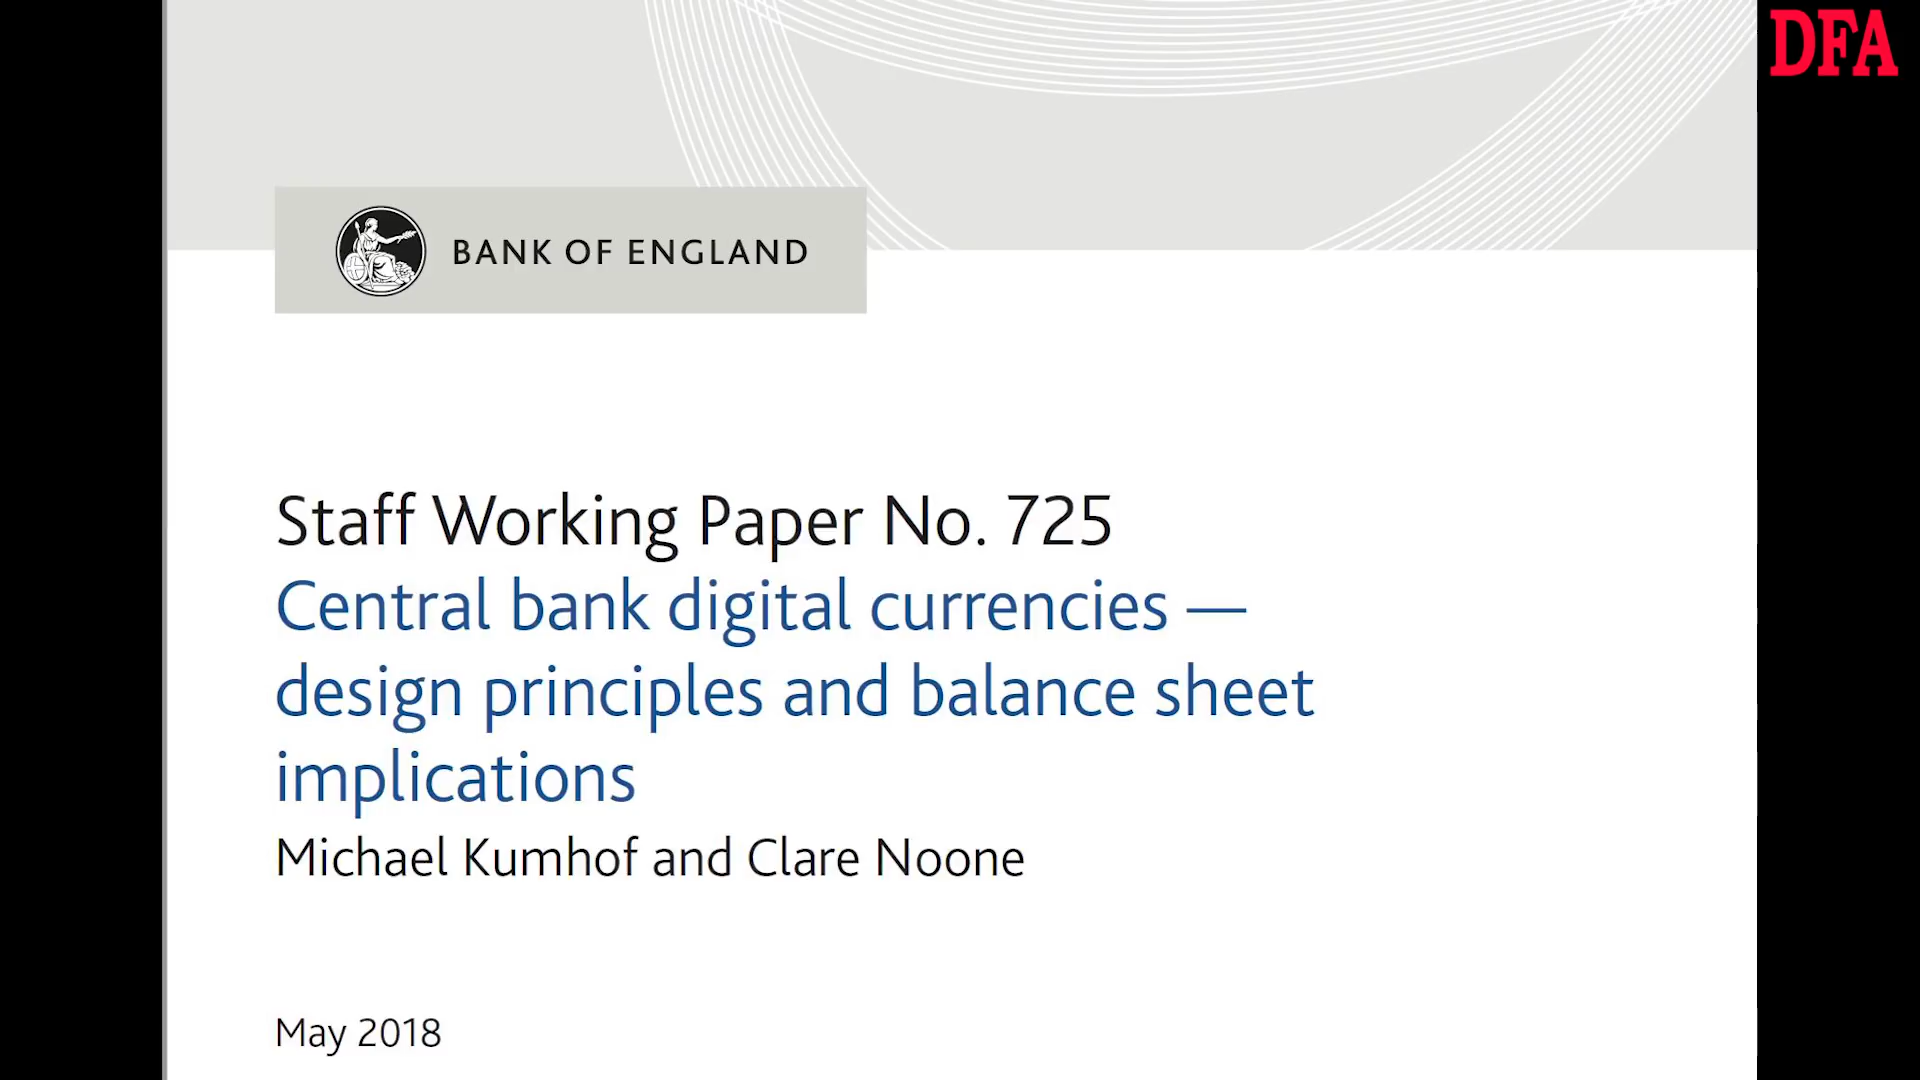 DFA
BANK OF ENGLAND
Staff Working Paper No. 725
Central bank digital currencies —
design principles and balance sheet
implications
Michael Kumhof and Clare Noone
May 2018